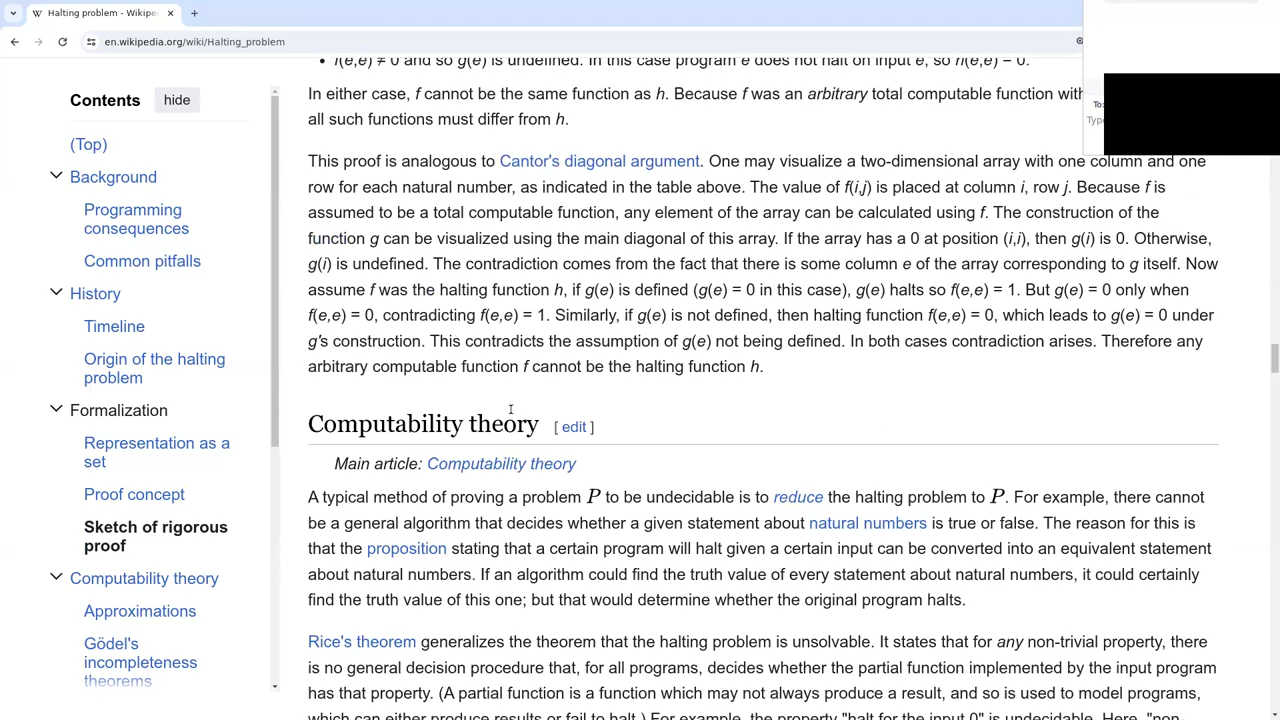 Halting problem - Wikipe
en.wikipedia.org/wiki/Halting_problem
To:
Type
Contents hide
(Top)
Background
Programming
consequences
Common pitfalls
History
Timeline
Origin of the halting
problem
Formalization
Representation as a
set
Proof concept
Sketch of rigorous
proof
Computability theory
Approximations
Gödel's
incompleteness
theorems
In either case, f cannot be the same function as h. Because f was an arbitrary total computable function with
all such functions must differ from h.
This proof is analogous to Cantor's diagonal argument. One may visualize a two-dimensional array with one column and one
row for each natural number, as indicated in the table above. The value of f(i,j) is placed at column i, row j. Because f is
assumed to be a total computable function, any element of the array can be calculated using f. The construction of the
function g can be visualized using the main diagonal of this array. If the array has a 0 at position (i,i), then g(i) is 0. Otherwise,
g(i) is undefined. The contradiction comes from the fact that there is some column e of the array corresponding to g itself. Now
assume f was the halting function h, if g(e) is defined (g(e) = 0 in this case), g(e) halts so f(e,e) = 1. But g(e) = 0 only when
f(e,e) = 0, contradicting f(e,e) = 1. Similarly, if g(e) is not defined, then halting function f(e,e) = 0, which leads to g(e) = 0 under
g's construction. This contradicts the assumption of g(e) not being defined. In both cases contradiction arises. Therefore any
arbitrary computable function f cannot be the halting function h.
Computability theory [ edit ]
Main article: Computability theory
A typical method of proving a problem P to be undecidable is to reduce the halting problem to P. For example, there cannot
be a general algorithm that decides whether a given statement about natural numbers is true or false. The reason for this is
that the proposition stating that a certain program will halt given a certain input can be converted into an equivalent statement
about natural numbers. If an algorithm could find the truth value of every statement about natural numbers, it could certainly
find the truth value of this one; but that would determine whether the original program halts.
Rice's theorem generalizes the theorem that the halting problem is unsolvable. It states that for any non-trivial property, there
is no general decision procedure that, for all programs, decides whether the partial function implemented by the input program
has that property. (A partial function is a function which may not always produce a result, and so is used to model programs,
which can either produce results or fail to halt.) For example, the property "halt for the input 0" is undecidable. Here, "non-